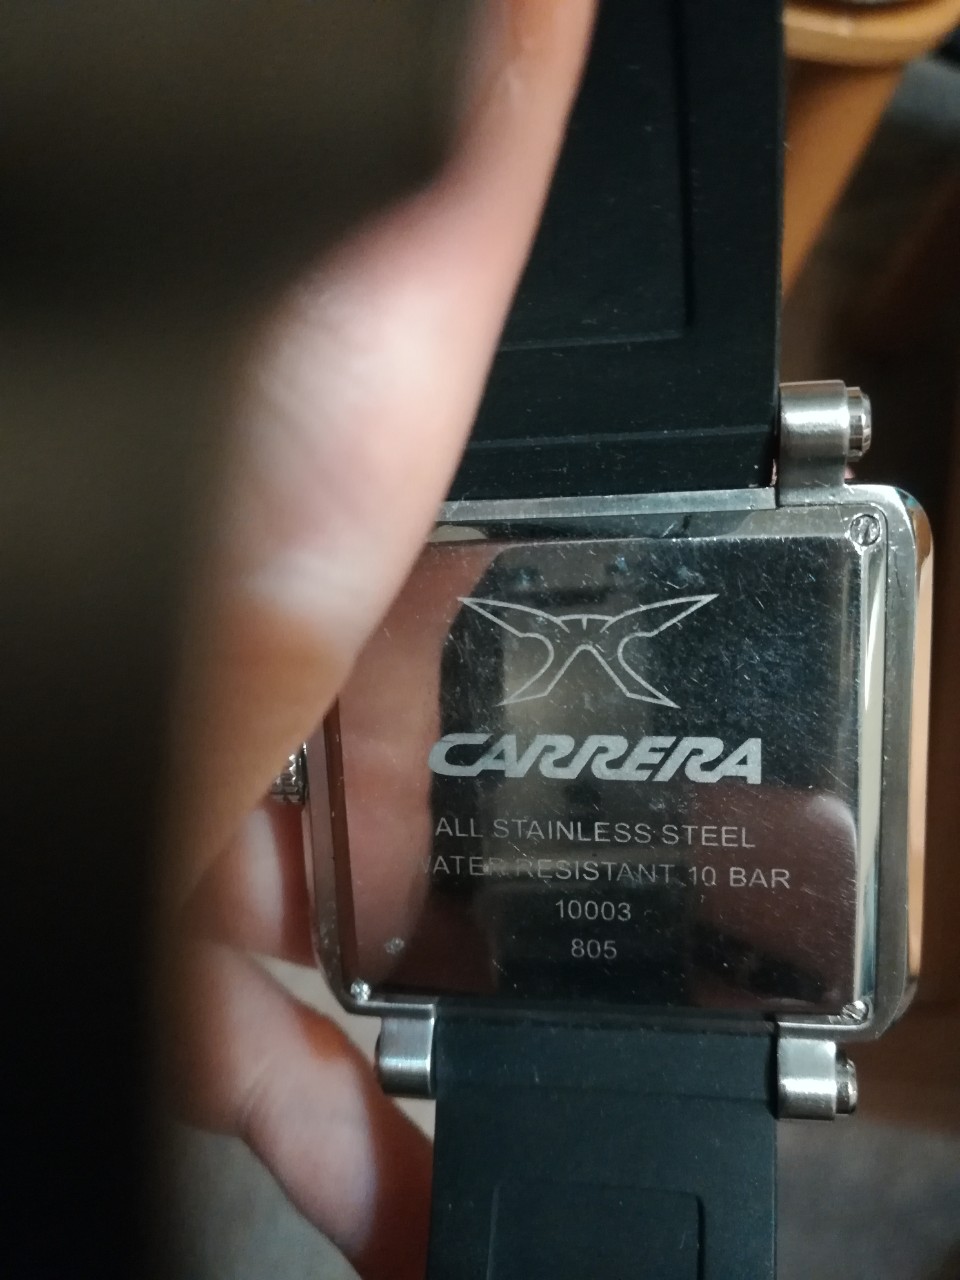 CARRERA
ALL STAINLESS STEEL
WATER RESISTANT 10 BAR
10003
805